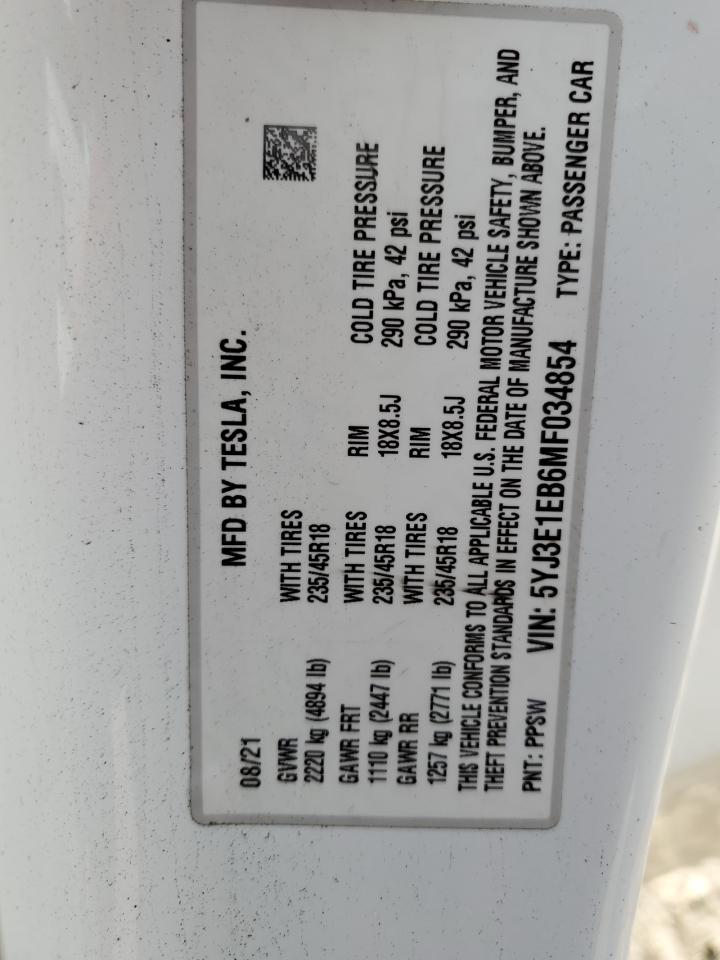 MFD BY TESLA, INC.
08/21
GVWR WITH TIRES
2220 kg (4894 lb) 235/45R18
GAWR FRT WITH TIRES RIM COLD TIRE PRESSURE
1110 kg (2447 lb) 235/45R18 18X8.5J 290 kPa, 42 psi
GAWR RR WITH TIRES RIM COLD TIRE PRESSURE
1257 kg (2771 lb) 235/45R18 18X8.5J 290 kPa, 42 psi
THIS VEHICLE CONFORMS TO ALL APPLICABLE U.S. FEDERAL MOTOR VEHICLE SAFETY, BUMPER, AND
THEFT PREVENTION STANDARDS IN EFFECT ON THE DATE OF MANUFACTURE SHOWN ABOVE.
PNT: PPSW VIN: 5YJ3E1EB6MF034854 TYPE: PASSENGER CAR